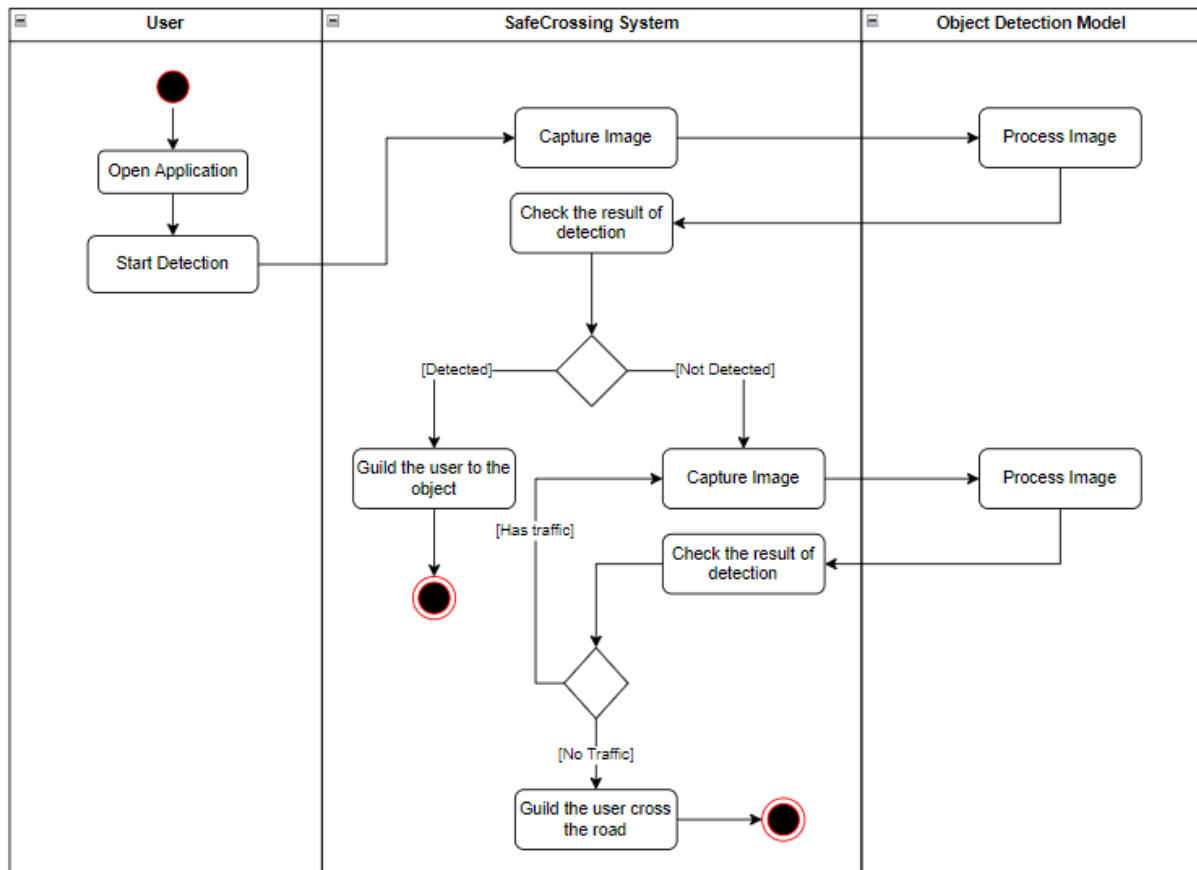 User
SafeCrossing System
Object Detection Model
Open Application
Start Detection
Capture Image
Process Image
Check the result of
detection
[Detected]
[Not Detected]
Guild the user to the
object
Capture Image
Process Image
[Has traffic]
Check the result of
detection
[No Traffic]
Guild the user cross
the road